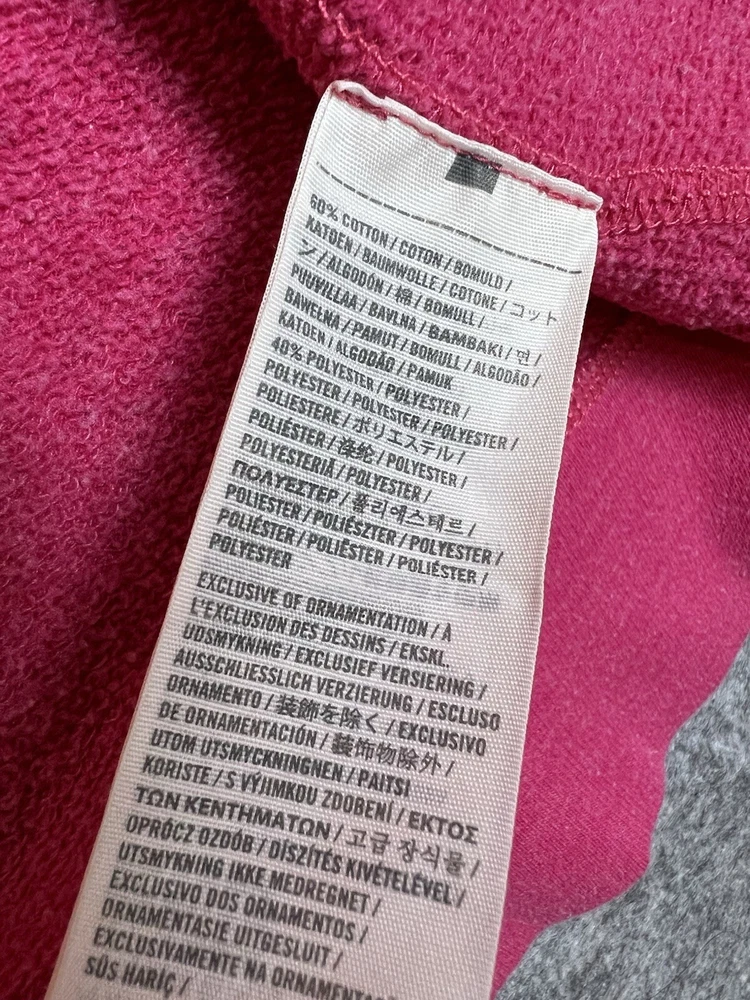 60% COTTON / COTON / BOMULD /
KATOEN / BAUMWOLLE / COTONE / コット
ン / ALGODÓN / 棉 / BOMULL /
PUUVILLAA / BAVLNA / BAMBAKI / 면 /
BAWEŁNA / PAMUT / BOMULL / ALGODÃO /
KATOEN / ALGODÃO / PAMUK
40% POLYESTER / POLYESTER /
POLYESTER / POLYESTER / POLYESTER /
POLIESTERE / ポリエステル /
POLIÉSTER / 涤纶 / POLYESTER /
POLYESTERIÄ / POLYESTER /
ΠΟΛΥΕΣΤΕΡ / 폴리에스테르 /
POLIESTER / POLIÉSZTER / POLYESTER /
POLIÉSTER / POLIËSTER / POLIÉSTER /
POLYESTER
EXCLUSIVE OF ORNAMENTATION / À
L'EXCLUSION DES DESSINS / EKSKL.
UDSMYKNING / EXCLUSIEF VERSIERING /
AUSSCHLIESSLICH VERZIERUNG / ESCLUSO
ORNAMENTO / 装飾を除く / EXCLUSIVO
DE ORNAMENTACIÓN / 装饰物除外 /
UTOM UTSMYCKNINGNEN / PAITSI
KORISTE / S VÝJIMKOU ZDOBENÍ / ΕΚΤΟΣ
ΤΩΝ ΚΕΝΤΗΜΑΤΩΝ / 고급 장식물 /
OPRÓCZ OZDÓB / DÍSZÍTÉS KIVÉTELÉVEL /
UTSMYKNING IKKE MEDREGNET /
EXCLUSIVO DOS ORNAMENTOS /
ORNAMENTASIE UITGESLUIT /
EXCLUSIVAMENTE NA ORNAMENTAÇ
SÜS HARİÇ /